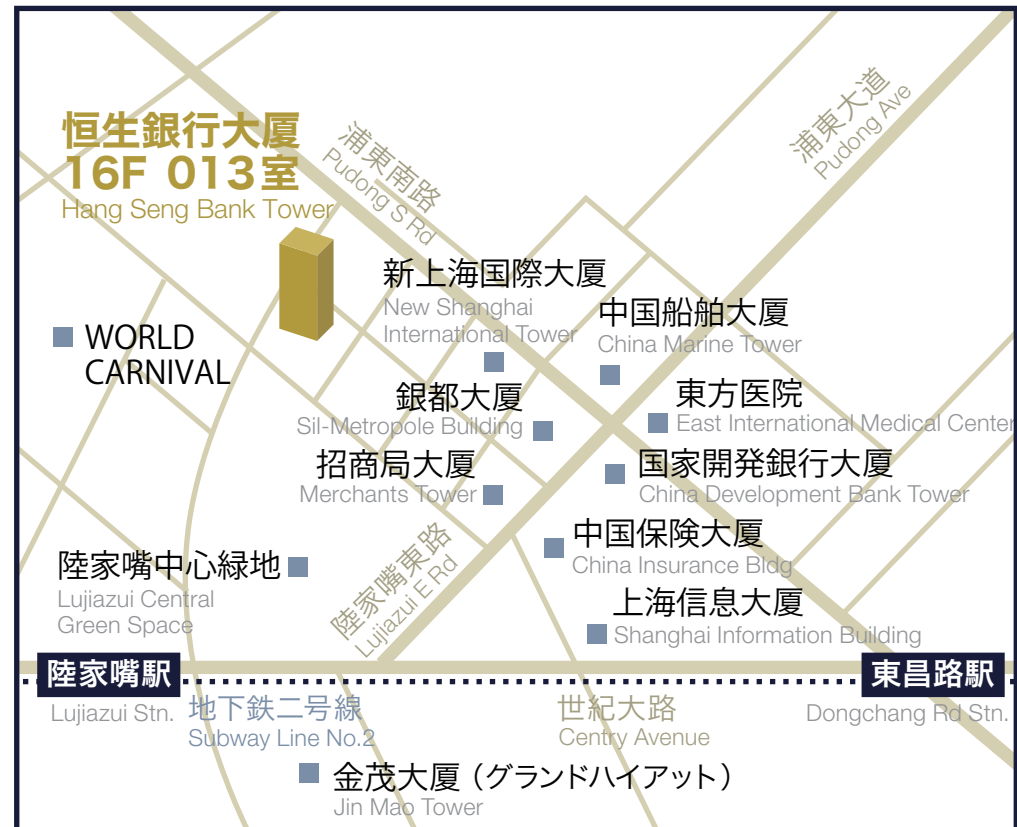 恒生銀行大厦
16F 013室
Hang Seng Bank Tower
浦東南路
Pudong S Rd
浦東大道
Pudong Ave
新上海国際大厦
New Shanghai
International Tower
中国船舶大厦
China Marine Tower
WORLD
CARNIVAL
銀都大厦
Sil-Metropole Building
東方医院
East International Medical Center
招商局大厦
Merchants Tower
国家開発銀行大厦
China Development Bank Tower
中国保険大厦
China Insurance Bldg
陸家嘴中心緑地
Lujiazui Central
Green Space
陸家嘴東路
Lujiazui E Rd
上海信息大厦
Shanghai Information Building
陸家嘴駅
Lujiazui Stn.
東昌路駅
Dongchang Rd Stn.
地下鉄二号線
Subway Line No.2
世紀大路
Centry Avenue
金茂大厦（グランドハイアット）
Jin Mao Tower